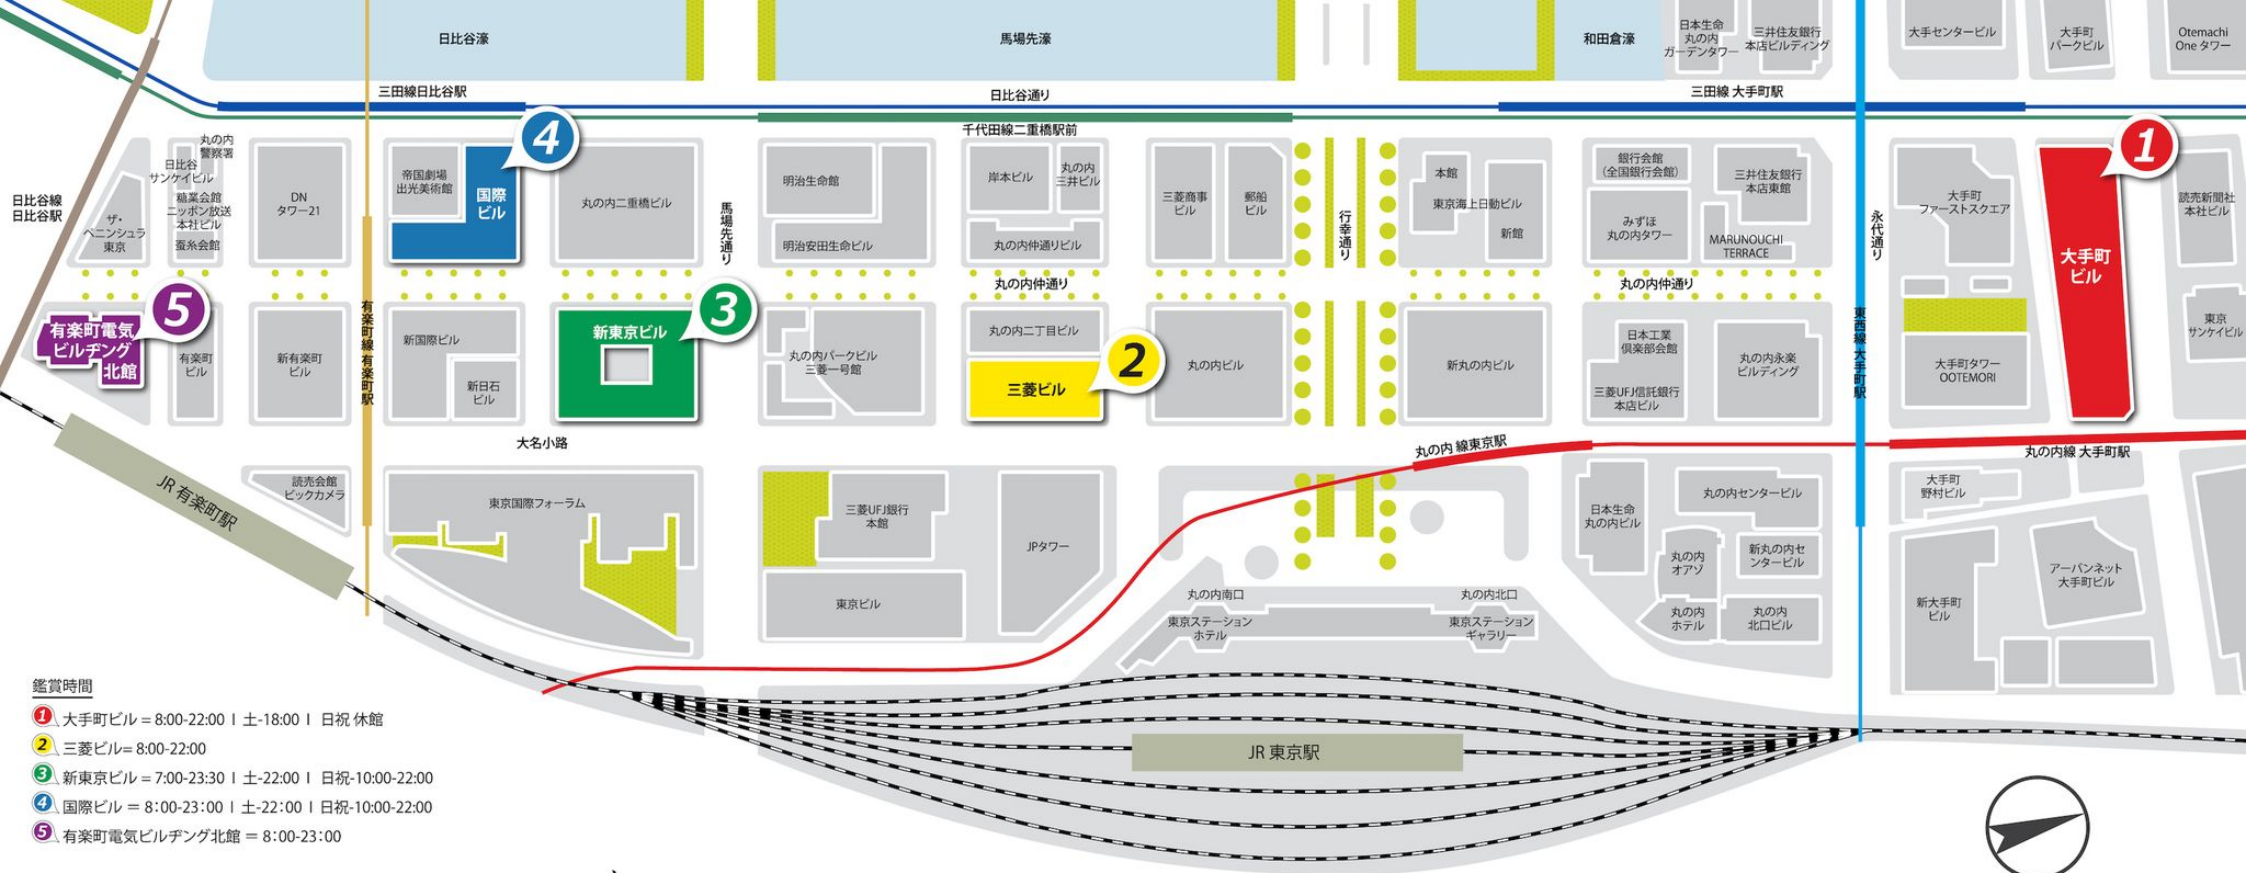 日比谷濠
馬場先濠
和田倉濠
日本生命
丸の内
ガーデンタワー
三井住友銀行
本店ビルディング
大手センタービル
大手町
パークビル
Otemachi
One タワー
三田線日比谷駅
日比谷通り
三田線 大手町駅
千代田線二重橋駅前
日比谷線
日比谷駅
ザ・
ペニンシュラ
東京
丸の内
警察署
日比谷
サンケイビル
糖業会館
ニッポン放送
本社ビル
蚕糸会館
DN
タワー21
帝国劇場
出光美術館
国際
ビル
4
丸の内二重橋ビル
馬場先通り
明治生命館
明治安田生命ビル
岸本ビル
丸の内
三井ビル
丸の内仲通りビル
三菱商事
ビル
郵船
ビル
行幸通り
本館
東京海上日動ビル
新館
銀行会館
(全国銀行会館)
みずほ
丸の内タワー
三井住友銀行
本店東館
MARUNOUCHI
TERRACE
永代通り
大手町
ファーストスクエア
大手町
ビル
1
読売新聞社
本社ビル
丸の内仲通り
丸の内仲通り
有楽町電気
ビルヂング
北館
5
有楽町
ビル
新有楽町
ビル
有楽町線 有楽町駅
新国際ビル
新日石
ビル
新東京ビル
3
丸の内パークビル
三菱一号館
丸の内二丁目ビル
三菱ビル
2
丸の内ビル
新丸の内ビル
日本工業
倶楽部会館
三菱UFJ信託銀行
本店ビル
丸の内永楽
ビルディング
東西線 大手町駅
大手町タワー
OOTEMORI
東京
サンケイビル
大名小路
丸の内 線東京駅
丸の内線 大手町駅
JR 有楽町駅
読売会館
ビックカメラ
東京国際フォーラム
三菱UFJ銀行
本館
東京ビル
JPタワー
丸の内南口
丸の内北口
東京ステーション
ホテル
東京ステーション
ギャラリー
日本生命
丸の内ビル
丸の内センタービル
丸の内
オアゾ
新丸の内セ
ンタービル
丸の内
ホテル
丸の内
北口ビル
大手町
野村ビル
新大手町
ビル
アーバンネット
大手町ビル
JR 東京駅
鑑賞時間
1 大手町ビル = 8:00-22:00 I 土-18:00 I 日祝 休館
2 三菱ビル= 8:00-22:00
3 新東京ビル = 7:00-23:30 I 土-22:00 I 日祝-10:00-22:00
4 国際ビル = 8:00-23:00 I 土-22:00 I 日祝-10:00-22:00
5 有楽町電気ビルヂング北館 = 8:00-23:00